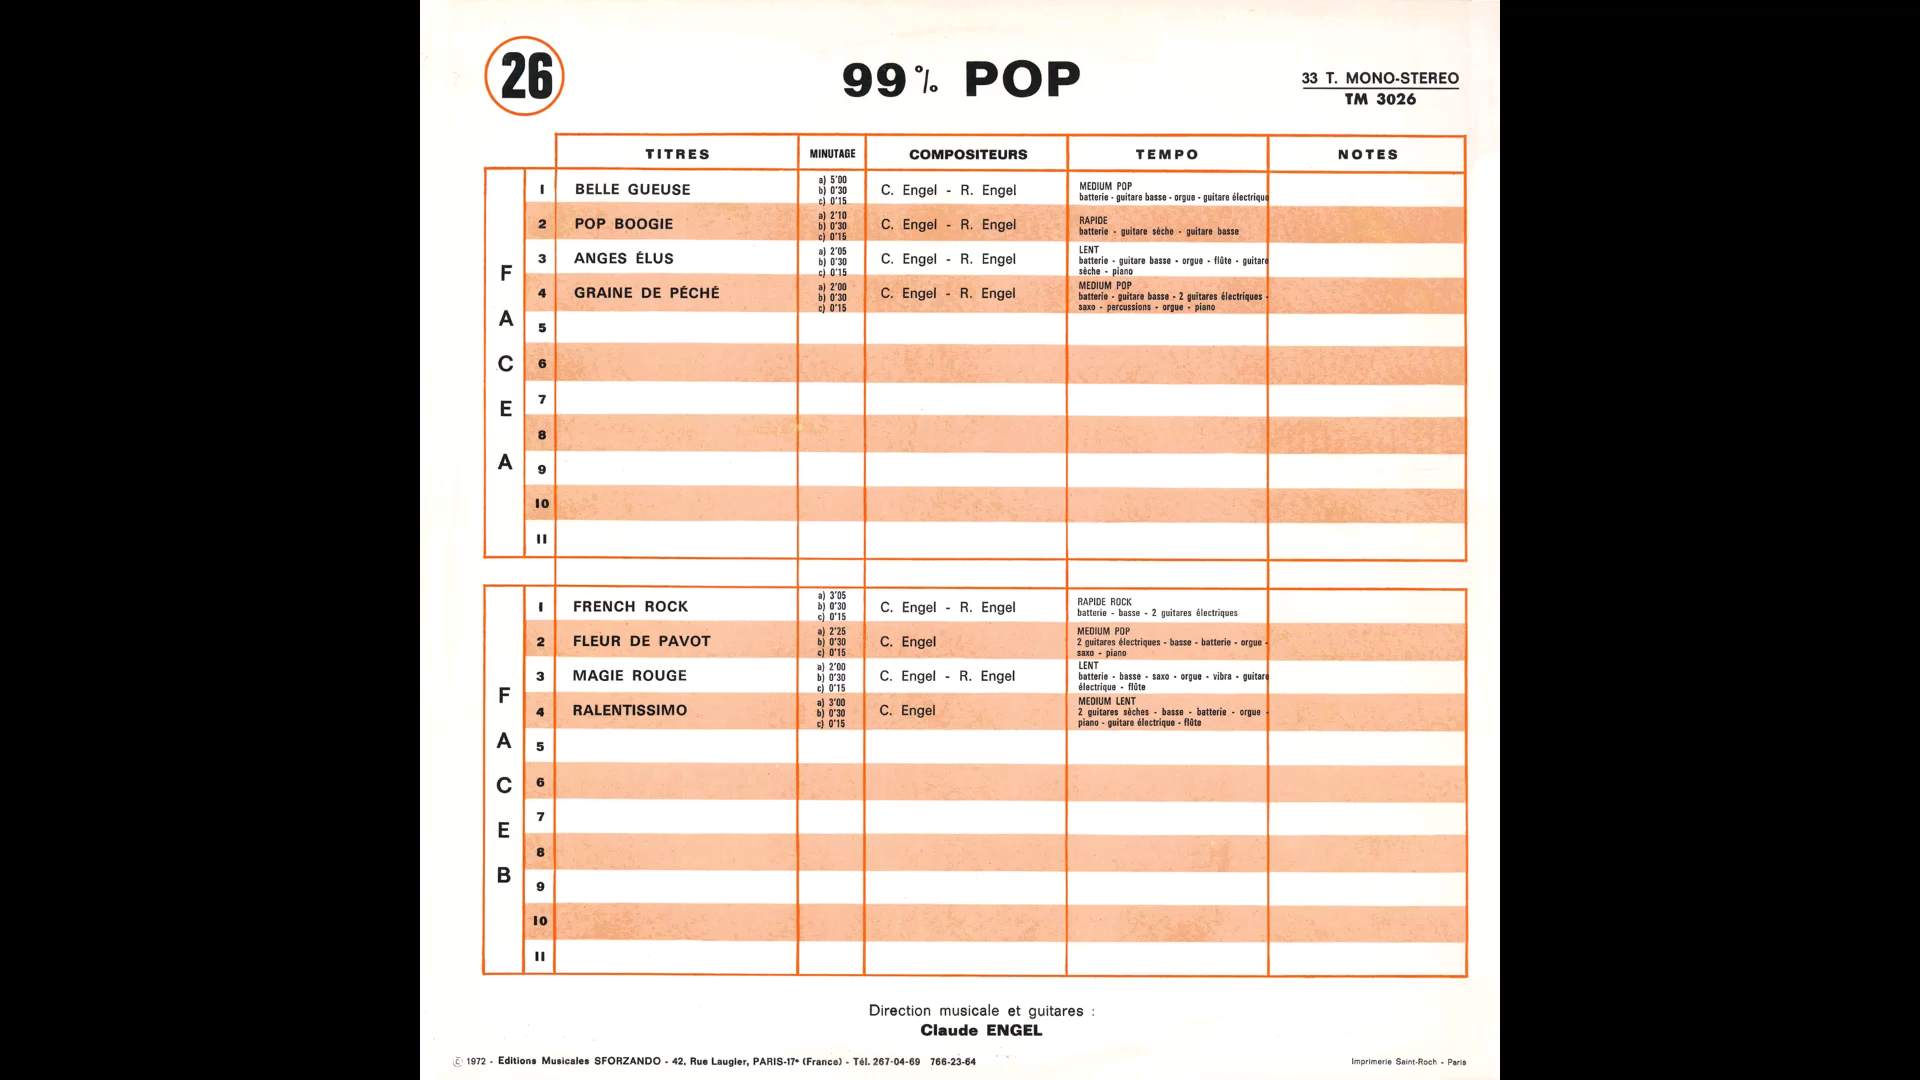 26
99 % POP
33 T. MONO-STEREO
TM 3026
TITRES MINUTAGE COMPOSITEURS TEMPO NOTES
FACE A
1 BELLE GUEUSE a) 5'00 b) 0'30 c) 0'15 C. Engel - R. Engel MEDIUM POP
batterie - guitare basse - orgue - guitare électrique
2 POP BOOGIE a) 2'10 b) 0'30 c) 0'15 C. Engel - R. Engel RAPIDE
batterie - guitare sèche - guitare basse
3 ANGES ÉLUS a) 2'05 b) 0'30 c) 0'15 C. Engel - R. Engel LENT
batterie - guitare basse - orgue - flûte - guitare
sèche - piano
4 GRAINE DE PÉCHÉ a) 2'00 b) 0'30 c) 0'15 C. Engel - R. Engel MEDIUM POP
batterie - guitare basse - 2 guitares électriques -
saxo - percussions - orgue - piano
5
6
7
8
9
10
11
FACE B
1 FRENCH ROCK a) 3'05 b) 0'30 c) 0'15 C. Engel - R. Engel RAPIDE ROCK
batterie - basse - 2 guitares électriques
2 FLEUR DE PAVOT a) 2'25 b) 0'30 c) 0'15 C. Engel MEDIUM POP
2 guitares électriques - basse - batterie - orgue -
saxo - piano
3 MAGIE ROUGE a) 2'00 b) 0'30 c) 0'15 C. Engel - R. Engel LENT
batterie - basse - saxo - orgue - vibra - guitare
électrique - flûte
4 RALENTISSIMO a) 3'00 b) 0'30 c) 0'15 C. Engel MEDIUM LENT
2 guitares sèches - basse - batterie - orgue -
piano - guitare électrique - flûte
5
6
7
8
9
10
11
Direction musicale et guitares :
Claude ENGEL
© 1972 - Editions Musicales SFORZANDO - 42, Rue Laugier, PARIS-17e (France) - Tél. 267-04-69 766-23-64
Imprimerie Saint-Roch - Paris